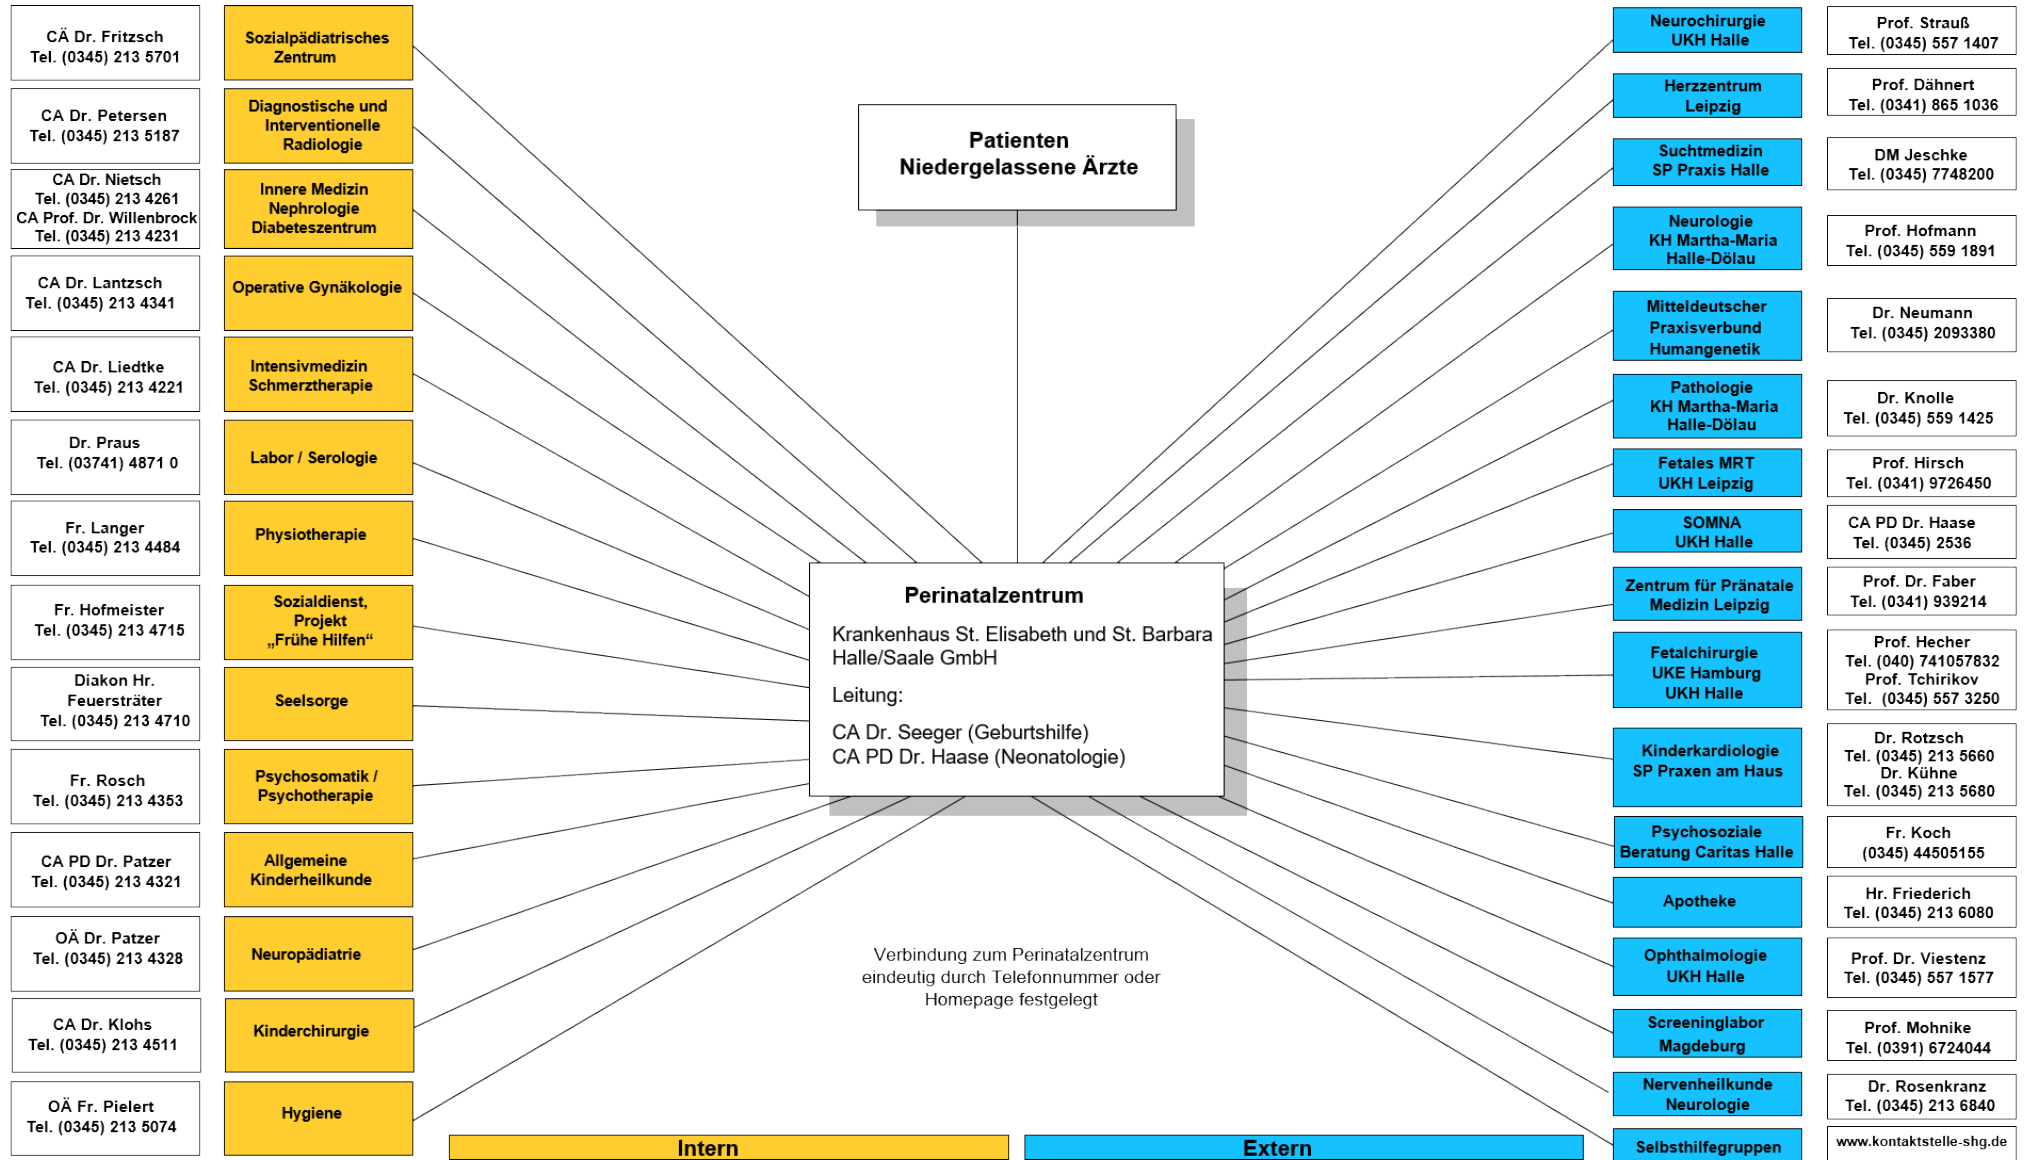 CÄ Dr. Fritzsch
Tel. (0345) 213 5701
Sozialpädiatrisches
Zentrum
CA Dr. Petersen
Tel. (0345) 213 5187
Diagnostische und
Interventionelle
Radiologie
CA Dr. Nietsch
Tel. (0345) 213 4261
CA Prof. Dr. Willenbrock
Tel. (0345) 213 4231
Innere Medizin
Nephrologie
Diabeteszentrum
CA Dr. Lantzsch
Tel. (0345) 213 4341
Operative Gynäkologie
CA Dr. Liedtke
Tel. (0345) 213 4221
Intensivmedizin
Schmerztherapie
Dr. Praus
Tel. (03741) 4871 0
Labor / Serologie
Fr. Langer
Tel. (0345) 213 4484
Physiotherapie
Fr. Hofmeister
Tel. (0345) 213 4715
Sozialdienst,
Projekt
„Frühe Hilfen“
Diakon Hr.
Feuersträter
Tel. (0345) 213 4710
Seelsorge
Fr. Rosch
Tel. (0345) 213 4353
Psychosomatik /
Psychotherapie
CA PD Dr. Patzer
Tel. (0345) 213 4321
Allgemeine
Kinderheilkunde
OÄ Dr. Patzer
Tel. (0345) 213 4328
Neuropädiatrie
CA Dr. Klohs
Tel. (0345) 213 4511
Kinderchirurgie
OÄ Fr. Pielert
Tel. (0345) 213 5074
Hygiene
Patienten
Niedergelassene Ärzte
Perinatalzentrum
Krankenhaus St. Elisabeth und St. Barbara
Halle/Saale GmbH
Leitung:
CA Dr. Seeger (Geburtshilfe)
CA PD Dr. Haase (Neonatologie)
Verbindung zum Perinatalzentrum
eindeutig durch Telefonnummer oder
Homepage festgelegt
Intern
Extern
Neurochirurgie
UKH Halle
Prof. Strauß
Tel. (0345) 557 1407
Herzzentrum
Leipzig
Prof. Dähnert
Tel. (0341) 865 1036
Suchtmedizin
SP Praxis Halle
DM Jeschke
Tel. (0345) 7748200
Neurologie
KH Martha-Maria
Halle-Dölau
Prof. Hofmann
Tel. (0345) 559 1891
Mitteldeutscher
Praxisverbund
Humangenetik
Dr. Neumann
Tel. (0345) 2093380
Pathologie
KH Martha-Maria
Halle-Dölau
Dr. Knolle
Tel. (0345) 559 1425
Fetales MRT
UKH Leipzig
Prof. Hirsch
Tel. (0341) 9726450
SOMNA
UKH Halle
CA PD Dr. Haase
Tel. (0345) 2536
Zentrum für Pränatale
Medizin Leipzig
Prof. Dr. Faber
Tel. (0341) 939214
Fetalchirurgie
UKE Hamburg
UKH Halle
Prof. Hecher
Tel. (040) 741057832
Prof. Tchirikov
Tel. (0345) 557 3250
Kinderkardiologie
SP Praxen am Haus
Dr. Rotzsch
Tel. (0345) 213 5660
Dr. Kühne
Tel. (0345) 213 5680
Psychosoziale
Beratung Caritas Halle
Fr. Koch
(0345) 44505155
Apotheke
Hr. Friederich
Tel. (0345) 213 6080
Ophthalmologie
UKH Halle
Prof. Dr. Viestenz
Tel. (0345) 557 1577
Screeninglabor
Magdeburg
Prof. Mohnike
Tel. (0391) 6724044
Nervenheilkunde
Neurologie
Dr. Rosenkranz
Tel. (0345) 213 6840
Selbsthilfegruppen
www.kontaktstelle-shg.de